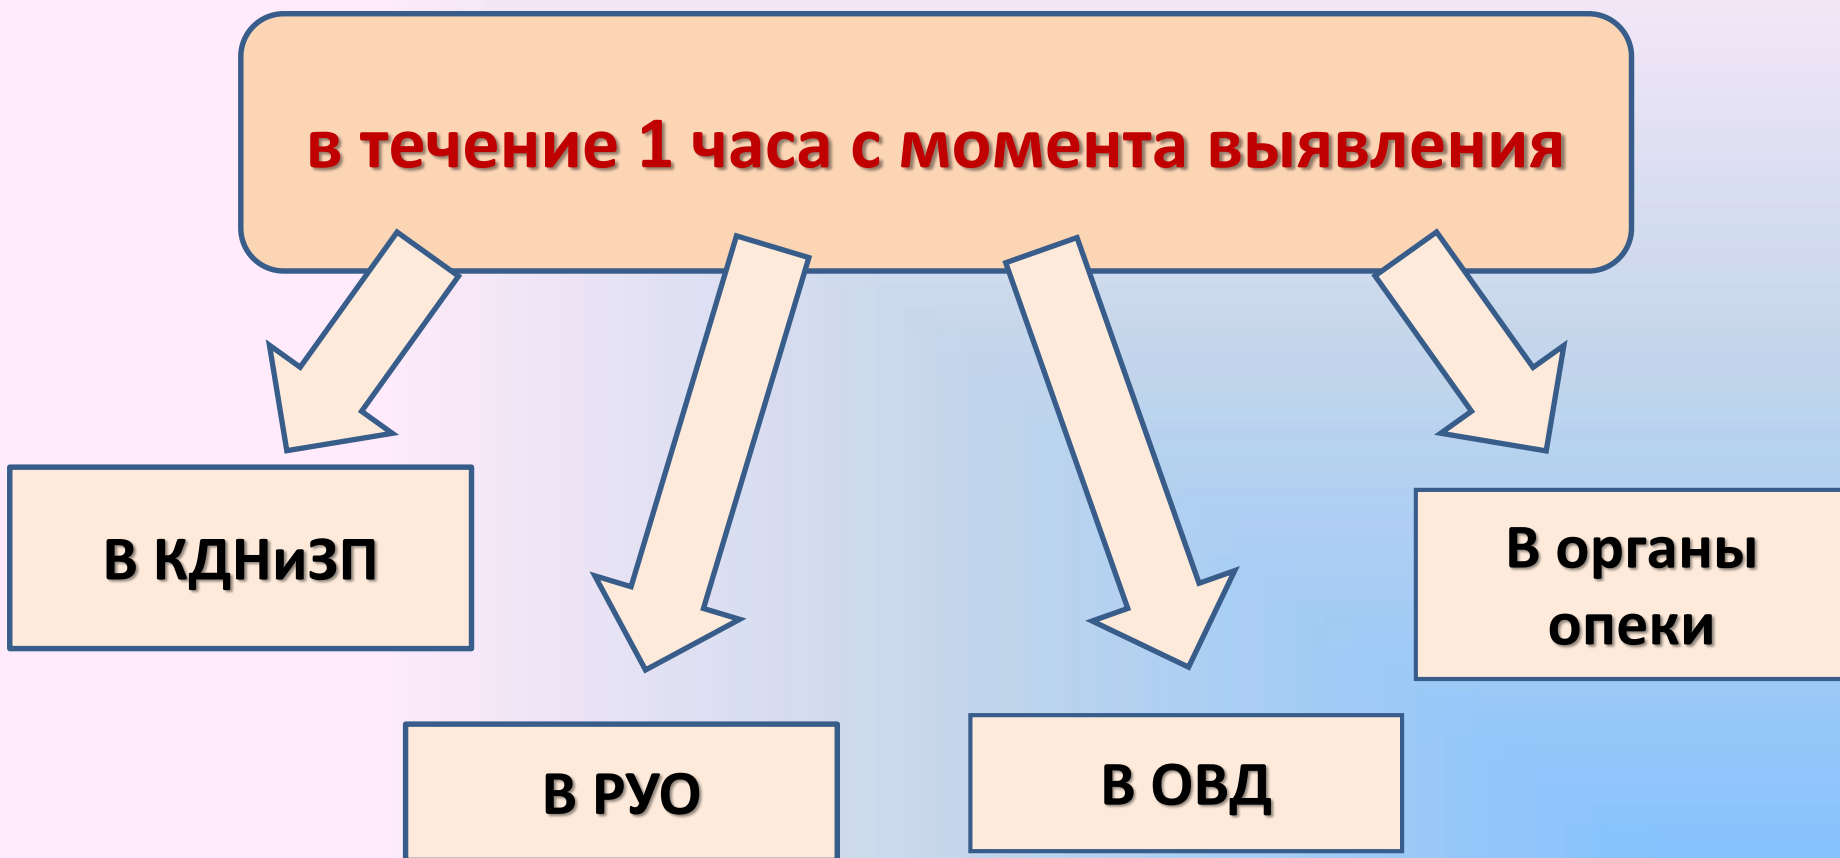 в течение 1 часа с момента выявления
В КДНиЗП
В органы
опеки
В РУО
В ОВД